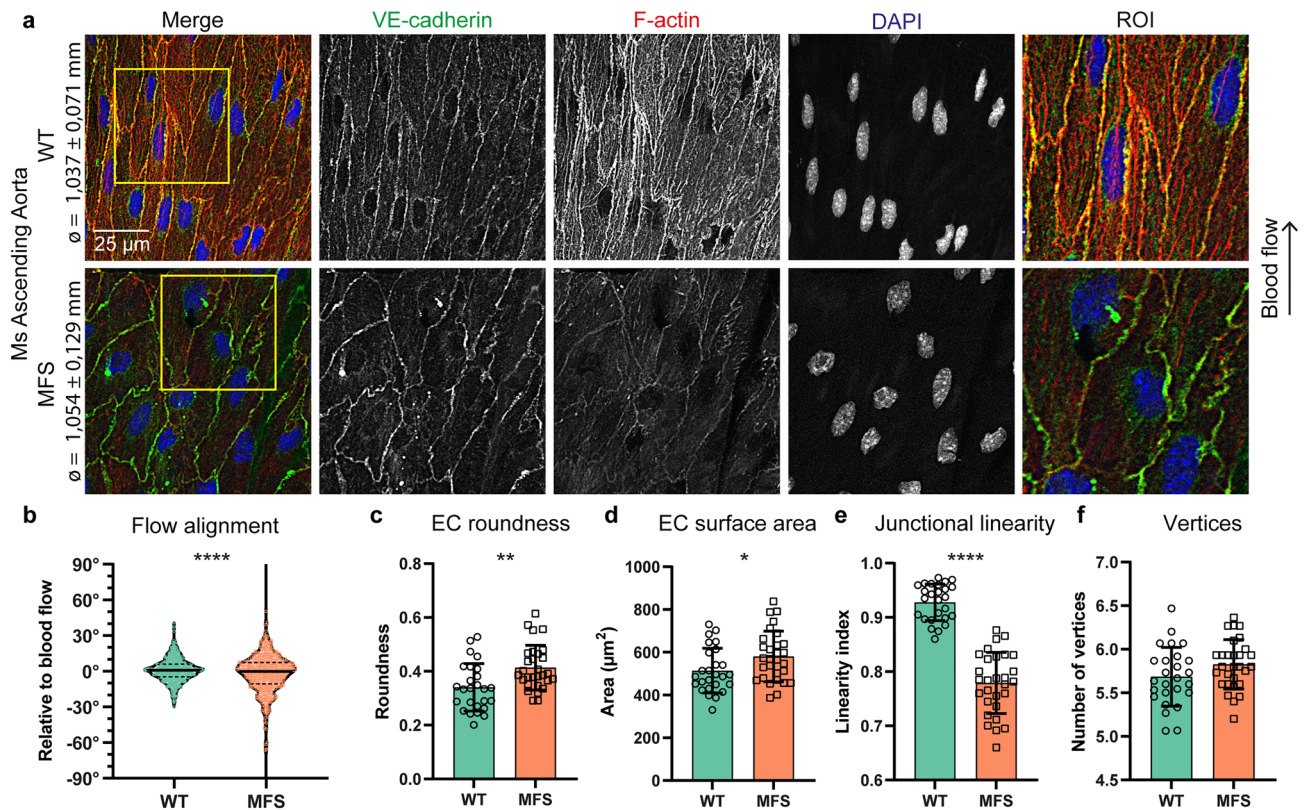 a
Merge
VE-cadherin
F-actin
DAPI
ROI
Ms Ascending Aorta
WT
ø = 1,037 ± 0,071 mm
MFS
ø = 1,054 ± 0,129 mm
25 µm
Blood flow
b
Flow alignment
****
Relative to blood flow
90°
60°
30°
0°
-30°
-60°
-90°
WT
MFS
c
EC roundness
**
Roundness
0.8
0.6
0.4
0.2
0.0
WT
MFS
d
EC surface area
*
Area (µm²)
1000
800
600
400
200
0
WT
MFS
e
Junctional linearity
****
Linearity index
1.0
0.9
0.8
0.7
0.6
WT
MFS
f
Vertices
Number of vertices
7.0
6.5
6.0
5.5
5.0
4.5
WT
MFS